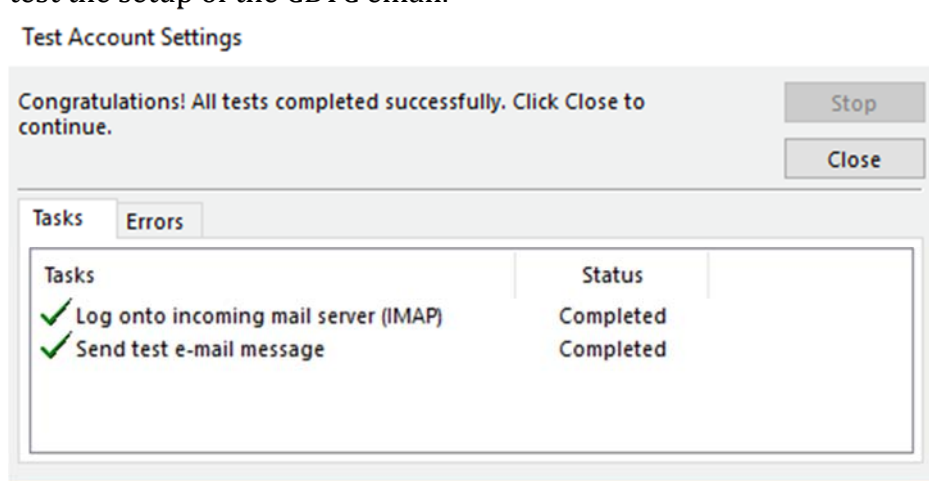 test the setup of the
email.
Test Account Settings
Congratulations! All tests completed successfully. Click Close to
continue.
Stop
Close
Tasks
Errors
Tasks
Status
Log onto incoming mail server (IMAP)
Completed
Send test e-mail message
Completed